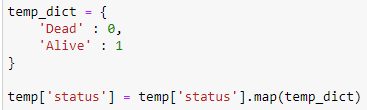 temp_dict = {
    'Dead' : 0,
    'Alive' : 1
}
temp['status'] = temp['status'].map(temp_dict)